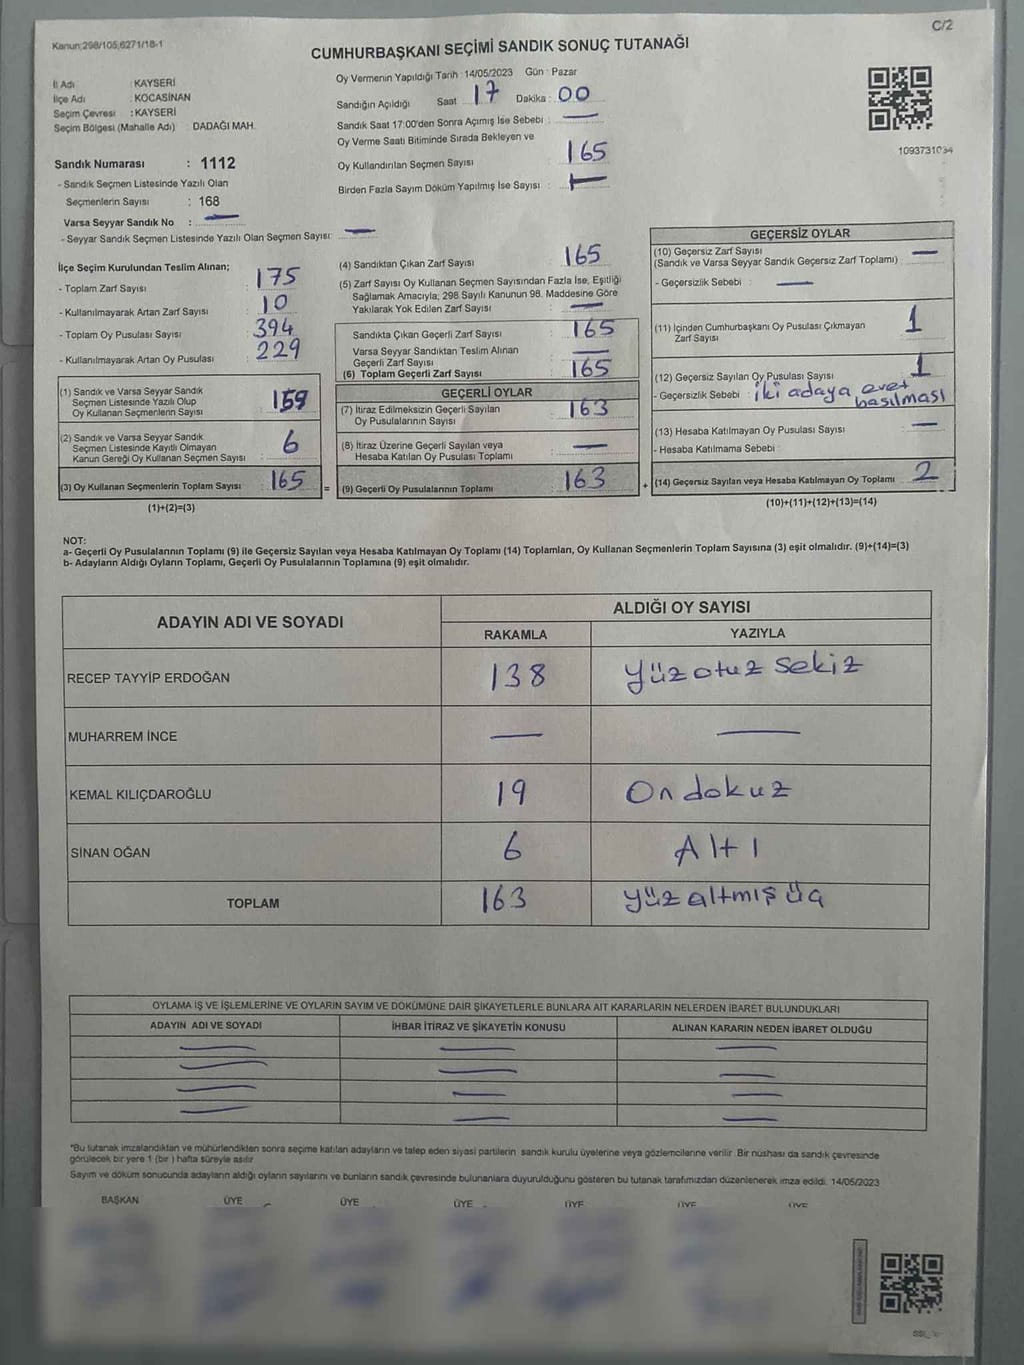 Kanun:298/105,6271/18-1
C/2
CUMHURBAŞKANI SEÇİMİ SANDIK SONUÇ TUTANAĞI
İl Adı : KAYSERİ
İlçe Adı : KOCASİNAN
Seçim Çevresi : KAYSERİ
Seçim Bölgesi (Mahalle Adı) : DADAĞI MAH.
Sandık Numarası : 1112
- Sandık Seçmen Listesinde Yazılı Olan
Seçmenlerin Sayısı : 168
Varsa Seyyar Sandık No : —
- Seyyar Sandık Seçmen Listesinde Yazılı Olan Seçmen Sayısı: —
Oy Vermenin Yapıldığı Tarih : 14/05/2023 Gün : Pazar
Sandığın Açıldığı Saat 17 Dakika : 00
Sandık Saat 17:00'den Sonra Açımış İse Sebebi : —
Oy Verme Saati Bitiminde Sırada Bekleyen ve
Oy Kullandırılan Seçmen Sayısı : 165
Birden Fazla Sayım Döküm Yapılmış İse Sayısı : —
İlçe Seçim Kurulundan Teslim Alınan;
- Toplam Zarf Sayısı : 175
- Kullanılmayarak Artan Zarf Sayısı : 10
- Toplam Oy Pusulası Sayısı : 394
- Kullanılmayarak Artan Oy Pusulası : 229
(1) Sandık ve Varsa Seyyar Sandık
Seçmen Listesinde Yazılı Olup
Oy Kullanan Seçmenlerin Sayısı : 159
(2) Sandık ve Varsa Seyyar Sandık
Seçmen Listesinde Kayıtlı Olmayan
Kanun Gereği Oy Kullanan Seçmen Sayısı : 6
(3) Oy Kullanan Seçmenlerin Toplam Sayısı : 165
(1)+(2)=(3)
(4) Sandıktan Çıkan Zarf Sayısı : 165
(5) Zarf Sayısı Oy Kullanan Seçmen Sayısından Fazla İse, Eşitliği
Sağlamak Amacıyla, 298 Sayılı Kanunun 98. Maddesine Göre
Yakılarak Yok Edilen Zarf Sayısı : —
Sandıkta Çıkan Geçerli Zarf Sayısı : 165
Varsa Seyyar Sandıktan Teslim Alınan
Geçerli Zarf Sayısı : —
(6) Toplam Geçerli Zarf Sayısı : 165
GEÇERLİ OYLAR
(7) İtiraz Edilmeksizin Geçerli Sayılan
Oy Pusulalarının Sayısı : 163
(8) İtiraz Üzerine Geçerli Sayılan veya
Hesaba Katılan Oy Pusulası Toplamı : —
= (9) Geçerli Oy Pusulalarının Toplamı : 163
GEÇERSİZ OYLAR
(10) Geçersiz Zarf Sayısı
(Sandık ve Varsa Seyyar Sandık Geçersiz Zarf Toplamı) : —
- Geçersizlik Sebebi : —
(11) İçinden Cumhurbaşkanı Oy Pusulası Çıkmayan
Zarf Sayısı : 1
(12) Geçersiz Sayılan Oy Pusulası Sayısı : 1
- Geçersizlik Sebebi : iki adaya evet
basılması
(13) Hesaba Katılmayan Oy Pusulası Sayısı : —
- Hesaba Katılmama Sebebi :
+ (14) Geçersiz Sayılan veya Hesaba Katılmayan Oy Toplamı : 2
(10)+(11)+(12)+(13)=(14)
NOT:
a- Geçerli Oy Pusulalarının Toplamı (9) ile Geçersiz Sayılan veya Hesaba Katılmayan Oy Toplamı (14) Toplamları, Oy Kullanan Seçmenlerin Toplam Sayısına (3) eşit olmalıdır. (9)+(14)=(3)
b- Adayların Aldığı Oyların Toplamı, Geçerli Oy Pusulalarının Toplamına (9) eşit olmalıdır.
ADAYIN ADI VE SOYADI
ALDIĞI OY SAYISI
RAKAMLA YAZIYLA
RECEP TAYYİP ERDOĞAN 138 Yüz otuz sekiz
MUHARREM İNCE — —
KEMAL KILIÇDAROĞLU 19 On dokuz
SİNAN OĞAN 6 Altı
TOPLAM 163 yüz altmış üç
OYLAMA İŞ VE İŞLEMLERİNE VE OYLARIN SAYIM VE DÖKÜMÜNE DAİR ŞİKAYETLERLE BUNLARA AİT KARARLARIN NELERDEN İBARET BULUNDUKLARI
ADAYIN ADI VE SOYADI İHBAR İTİRAZ VE ŞİKAYETİN KONUSU ALINAN KARARIN NEDEN İBARET OLDUĞU
*Bu tutanak imzalandıktan ve mühürlendikten sonra seçime katılan adayların ve talep eden siyasi partilerin sandık kurulu üyelerine veya gözlemcilerine verilir. Bir nüshası da sandık çevresinde
görülecek bir yere 1 (bir) hafta süreyle asılır.
Sayım ve döküm sonucunda adayların aldığı oyların sayılarını ve bunların sandık çevresinde bulunanlara duyurulduğunu gösteren bu tutanak tarafımızdan düzenlenerek imza edildi. 14/05/2023
BAŞKAN ÜYE ÜYE ÜYE ÜYE ÜYE ÜYE